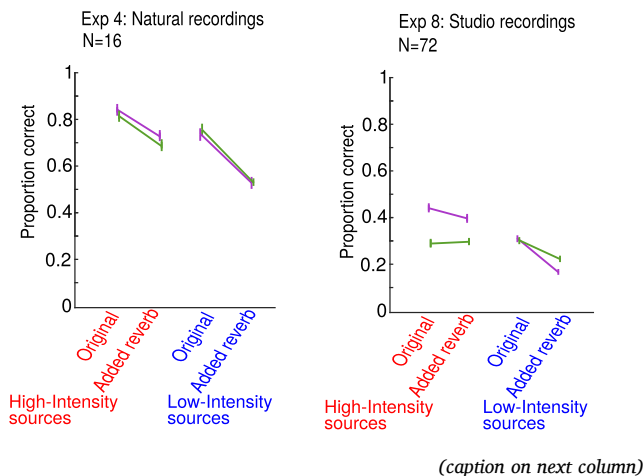 Exp 4: Natural recordings
N=16
1
0.8
0.6
0.4
0.2
0
Proportion correct
Original
Added reverb
Original
Added reverb
High-Intensity
sources
Low-Intensity
sources
Exp 8: Studio recordings
N=72
1
0.8
0.6
0.4
0.2
0
Proportion correct
Original
Added reverb
Original
Added reverb
High-Intensity
sources
Low-Intensity
sources
(caption on next column)